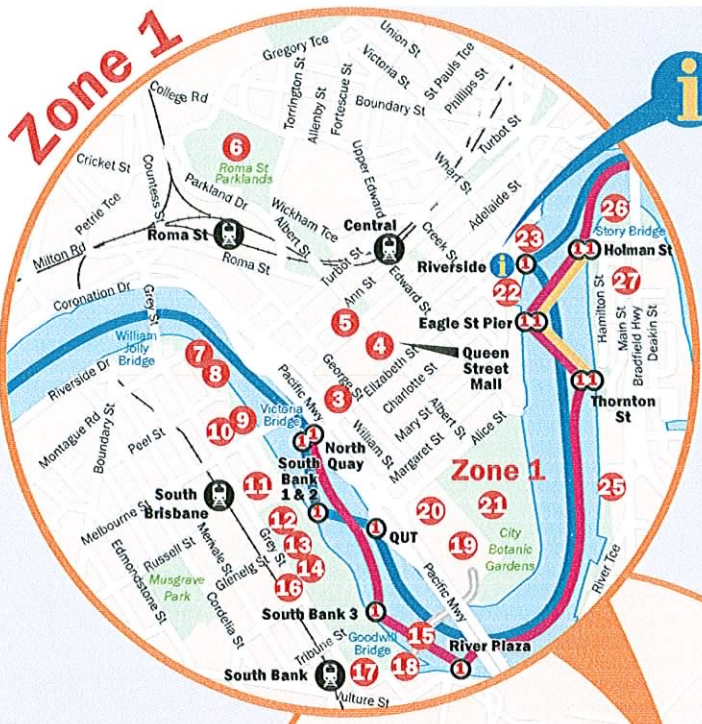 Zone 1
i
Gregory Tce
Union St
Victoria St
St Pauls Tce
Phillips St
College Rd
Torrington St
Allenby St
Fortescue St
Boundary St
Turbot St
6
Roma St
Parklands
Cricket St
Countess St
Petrie Tce
Parkland Dr
Upper Edward
Wharf St
Adelaide St
Wickham Tce
Albert St
Central
Creek St
23
26
Story Bridge
Roma St
Milton Rd
Roma St
Turbot St
Riverside
i
1
11
Holman St
Coronation Dr
Grey St
Ann St
Edward St
22
27
Hamilton St
Main St
Bradfield Hwy
Deakin St
William
Jolly
Bridge
5
4
Eagle St Pier
11
Queen
Street
Mall
7
8
Riverside Dr
George St
Elizabeth St
Charlotte St
3
11
Thornton
St
Pacific Mwy
Montague Rd
Boundary St
Peel St
9
10
Victoria
Bridge
William St
Mary St
Albert St
Margaret St
Alice St
1
1
North
Quay
South
Bank
1 & 2
1
Zone 1
11
South
Brisbane
12
20
21
25
Melbourne St
Edmondstone St
Russell St
Merivale St
Glenelg St
Grey St
13
14
1
QUT
19
City
Botanic
Gardens
Musgrave
Park
Cordelia St
16
Pacific Mwy
River Tce
South Bank 3
1
Tribune St
Goodwill
Bridge
15
River Plaza
1
South Bank
17
18
Vulture St